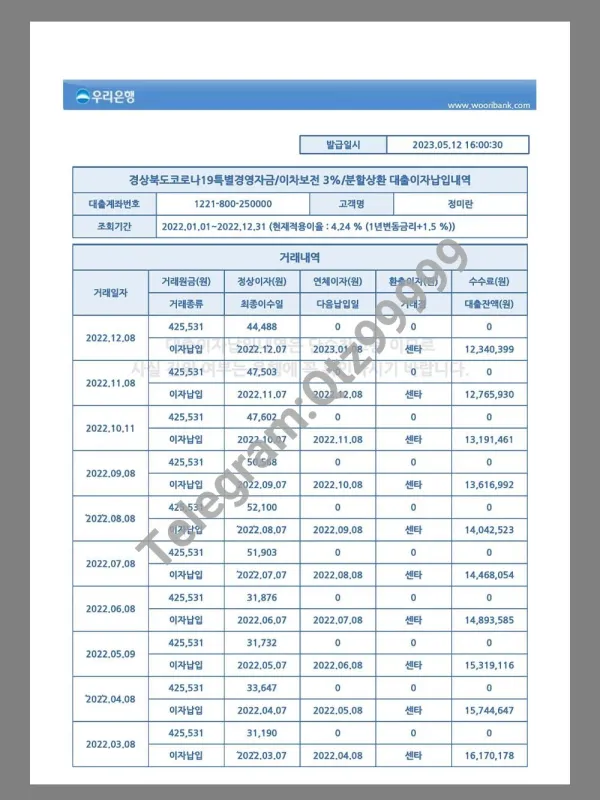 우리은행
www.wooribank.com
발급일시 2023.05.12 16:00:30
경상북도코로나19특별경영자금/이차보전 3%/분할상환 대출이자납입내역
대출계좌번호 1221-800-250000 고객명 정미란
조회기간 2022.01.01~2022.12.31 (현재적용이율 : 4.24 % (1년변동금리+1.5 %))
거래내역
거래일자 거래원금(원) 정상이자(원) 연체이자(원) 환출이자(원) 수수료(원)
거래종류 최종이수일 다음납입일 거래점 대출잔액(원)
2022.12.08 425,531 44,488 0 0 0
이자납입 2022.12.07 2023.01.08 센타 12,340,399
2022.11.08 425,531 47,503 0 0 0
이자납입 2022.11.07 2022.12.08 센타 12,765,930
2022.10.11 425,531 47,602 0 0 0
이자납입 2022.10.07 2022.11.08 센타 13,191,461
2022.09.08 425,531 0 0 0
이자납입 2022.09.07 2022.10.08 센타 13,616,992
2022.08.08 425,531 52,100 0 0 0
이자납입 2022.08.07 2022.09.08 센타 14,042,523
2022.07.08 425,531 51,903 0 0 0
이자납입 2022.07.07 2022.08.08 센타 14,468,054
2022.06.08 425,531 31,876 0 0 0
이자납입 2022.06.07 2022.07.08 센타 14,893,585
2022.05.09 425,531 31,732 0 0 0
이자납입 2022.05.07 2022.06.08 센타 15,319,116
2022.04.08 425,531 33,647 0 0 0
이자납입 2022.04.07 2022.05.08 센타 15,744,647
2022.03.08 425,531 31,190 0 0 0
이자납입 2022.03.07 2022.04.08 센타 16,170,178
Telegram:Qtz99999